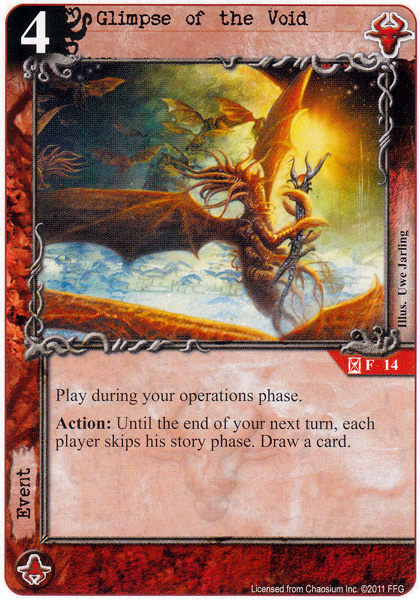 4
Glimpse of the Void
Illus. Uwe Jarling
F 14
Play during your operations phase.
Action: Until the end of your next turn, each
player skips his story phase. Draw a card.
Event
Licensed from Chaosium Inc. ©2011 FFG